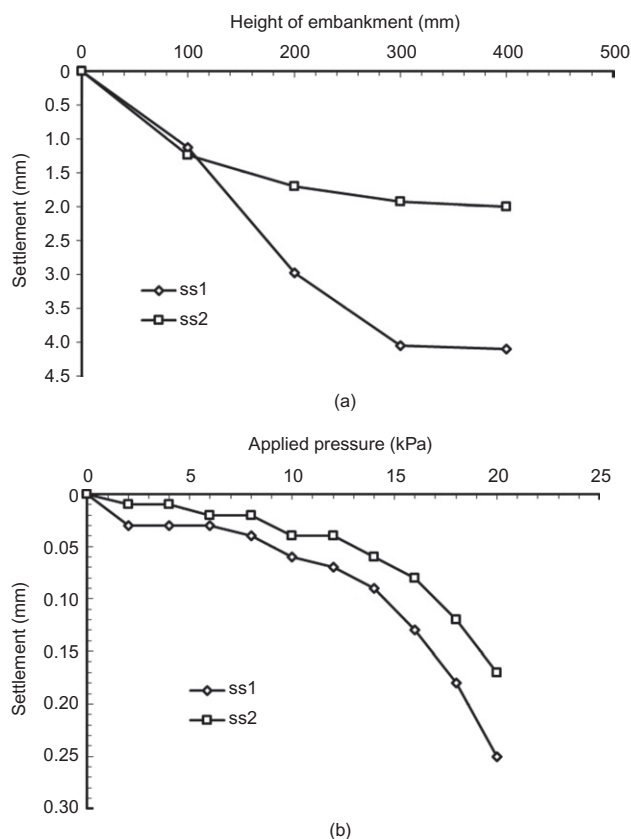 Height of embankment (mm)
0 100 200 300 400 500
0
0.5
1.0
1.5
2.0
2.5
3.0
3.5
4.0
4.5
Settlement (mm)
ss1
ss2
(a)
Applied pressure (kPa)
0 5 10 15 20 25
0
0.05
0.10
0.15
0.20
0.25
0.30
Settlement (mm)
ss1
ss2
(b)